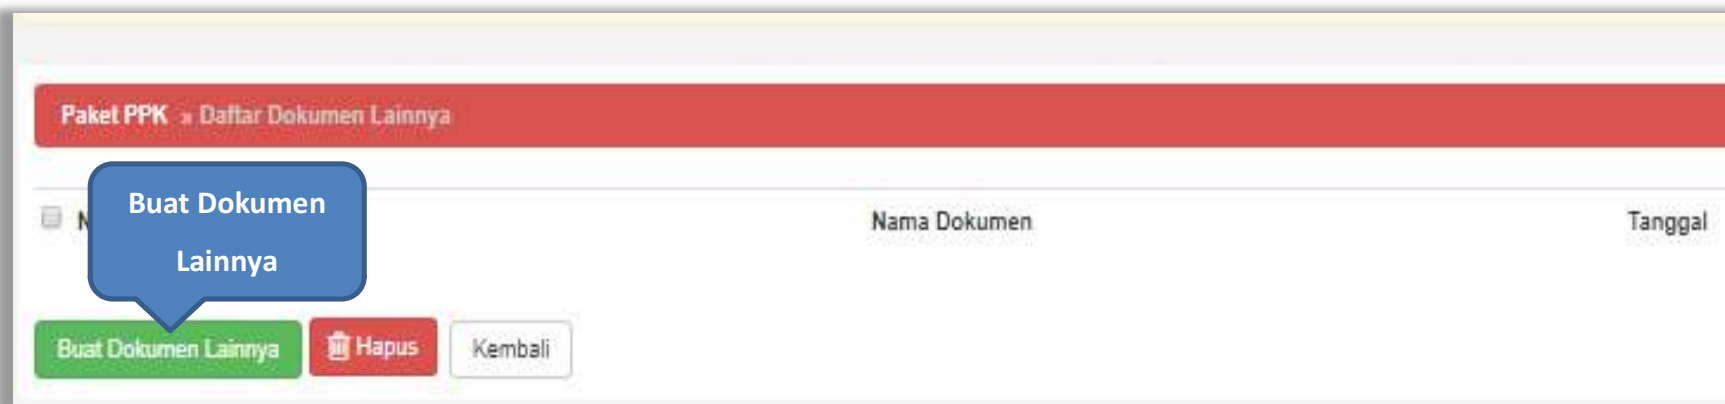 Paket PPK » Daftar Dokumen Lainnya
Buat Dokumen
Lainnya
Nama Dokumen Tanggal
Buat Dokumen Lainnya Hapus Kembali